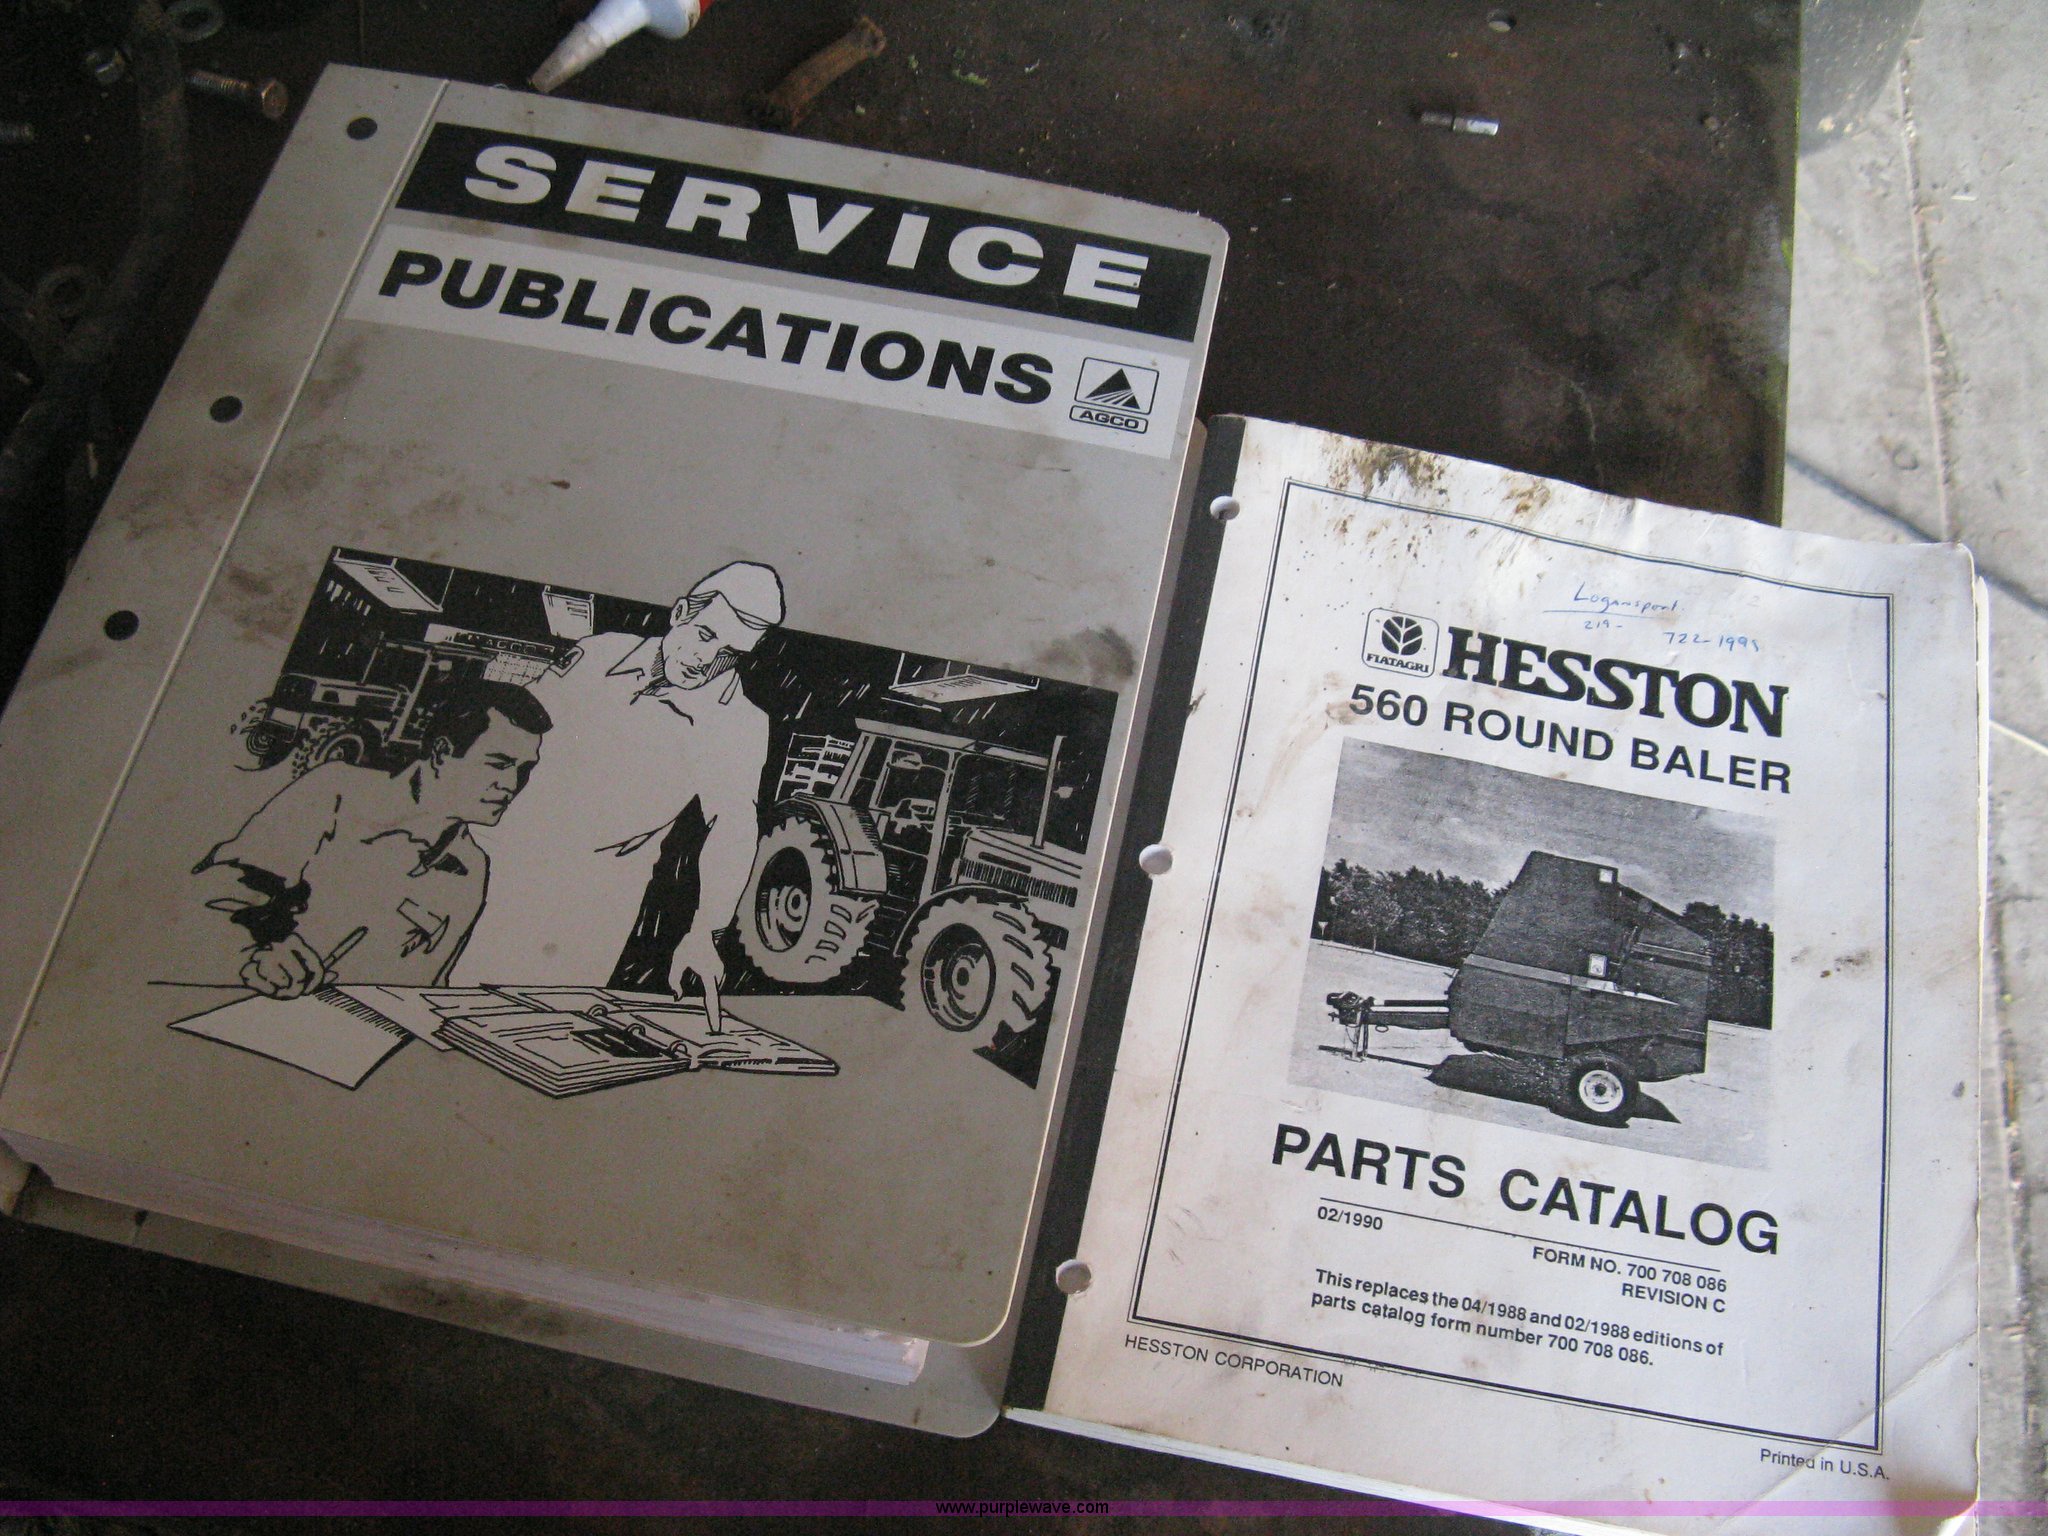 SERVICE
PUBLICATIONS
AGCO
Logansport.
219- 722-1995
FIATAGRI
HESSTON
560 ROUND BALER
PARTS CATALOG
02/1990
FORM NO. 700 708 086
REVISION C
This replaces the 04/1988 and 02/1988 editions of
parts catalog form number 700 708 086.
HESSTON CORPORATION
Printed in U.S.A.
www.purplewave.com